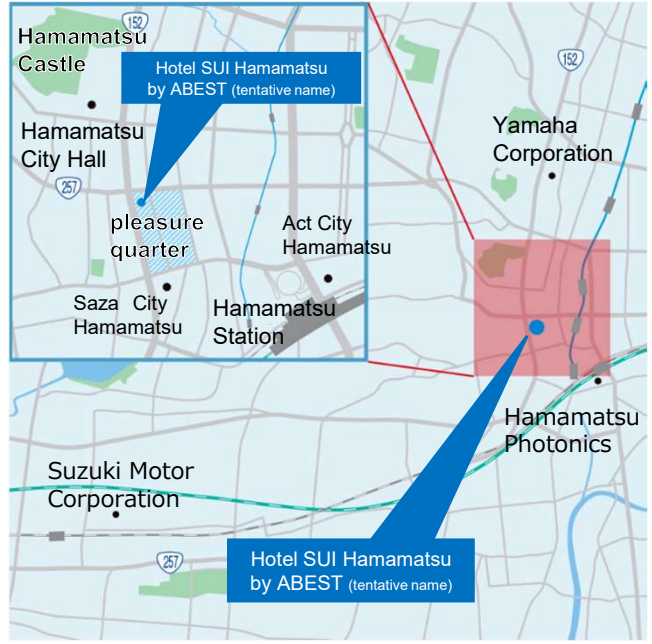 152
Hamamatsu
Castle
Hotel SUI Hamamatsu
by ABEST (tentative name)
Hamamatsu
City Hall
257
pleasure
quarter
Act City
Hamamatsu
Saza City
Hamamatsu
Hamamatsu
Station
152
Yamaha
Corporation
Hamamatsu
Photonics
Suzuki Motor
Corporation
Hotel SUI Hamamatsu
by ABEST (tentative name)
257